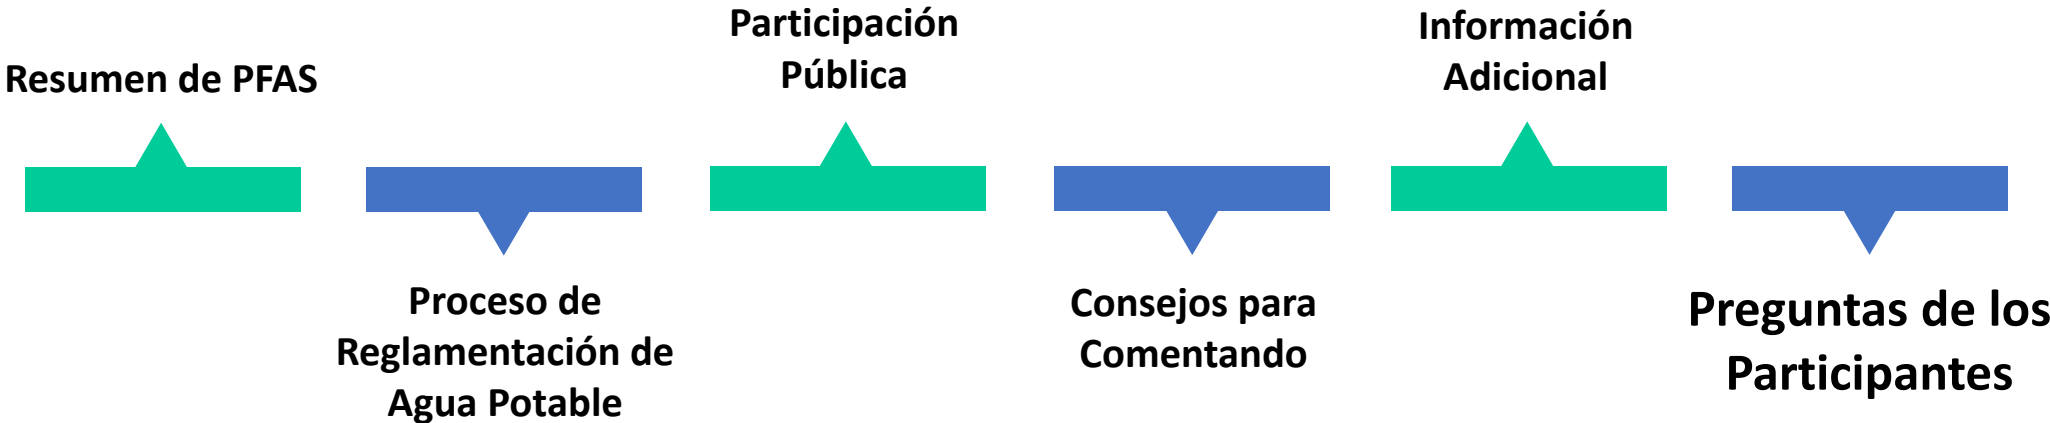 Resumen de PFAS
Proceso de
Reglamentación de
Agua Potable
Participación
Pública
Consejos para
Comentando
Información
Adicional
Preguntas de los
Participantes